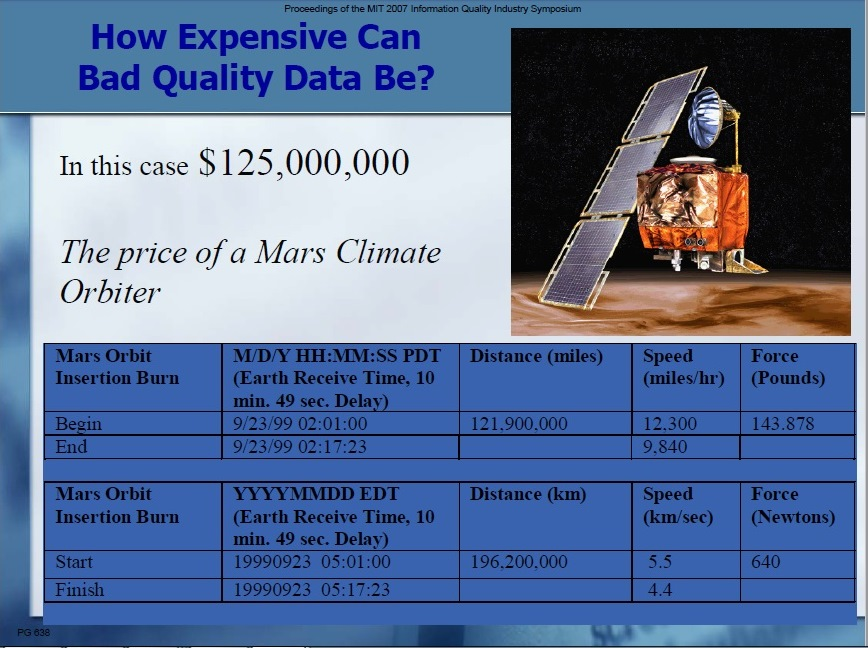 Proceedings of the MIT 2007 Information Quality Industry Symposium
How Expensive Can
Bad Quality Data Be?
In this case $125,000,000
The price of a Mars Climate
Orbiter
Mars Orbit Insertion Burn | M/D/Y HH:MM:SS PDT (Earth Receive Time, 10 min. 49 sec. Delay) | Distance (miles) | Speed (miles/hr) | Force (Pounds)
Begin | 9/23/99 02:01:00 | 121,900,000 | 12,300 | 143.878
End | 9/23/99 02:17:23 | | 9,840 |
Mars Orbit Insertion Burn | YYYYMMDD EDT (Earth Receive Time, 10 min. 49 sec. Delay) | Distance (km) | Speed (km/sec) | Force (Newtons)
Start | 19990923 05:01:00 | 196,200,000 | 5.5 | 640
Finish | 19990923 05:17:23 | | 4.4 |
PG 638